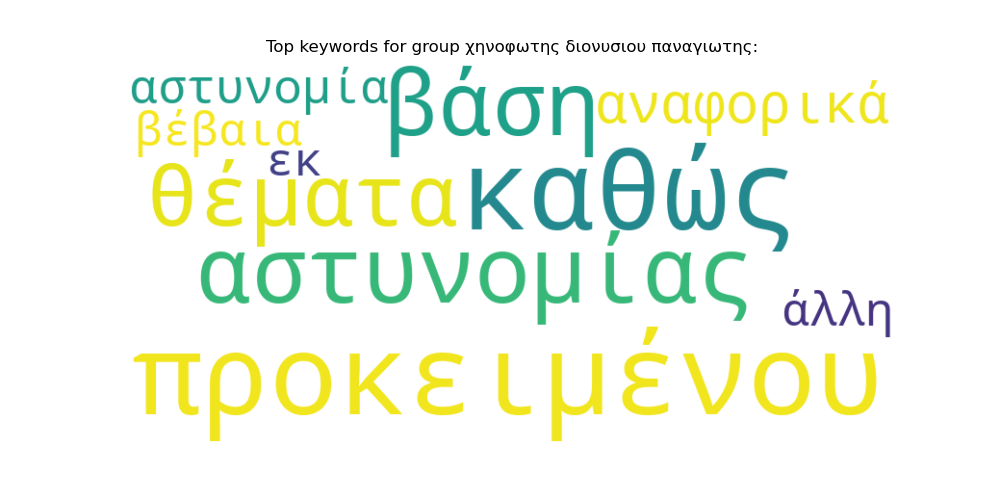 Top keywords for group χηνοφωτης διονυσιου παναγιωτης:
αστυνομία βάση αναφορικά
βέβαια
εκ
θέματα καθώς
αστυνομίας
άλλη
προκειμένου